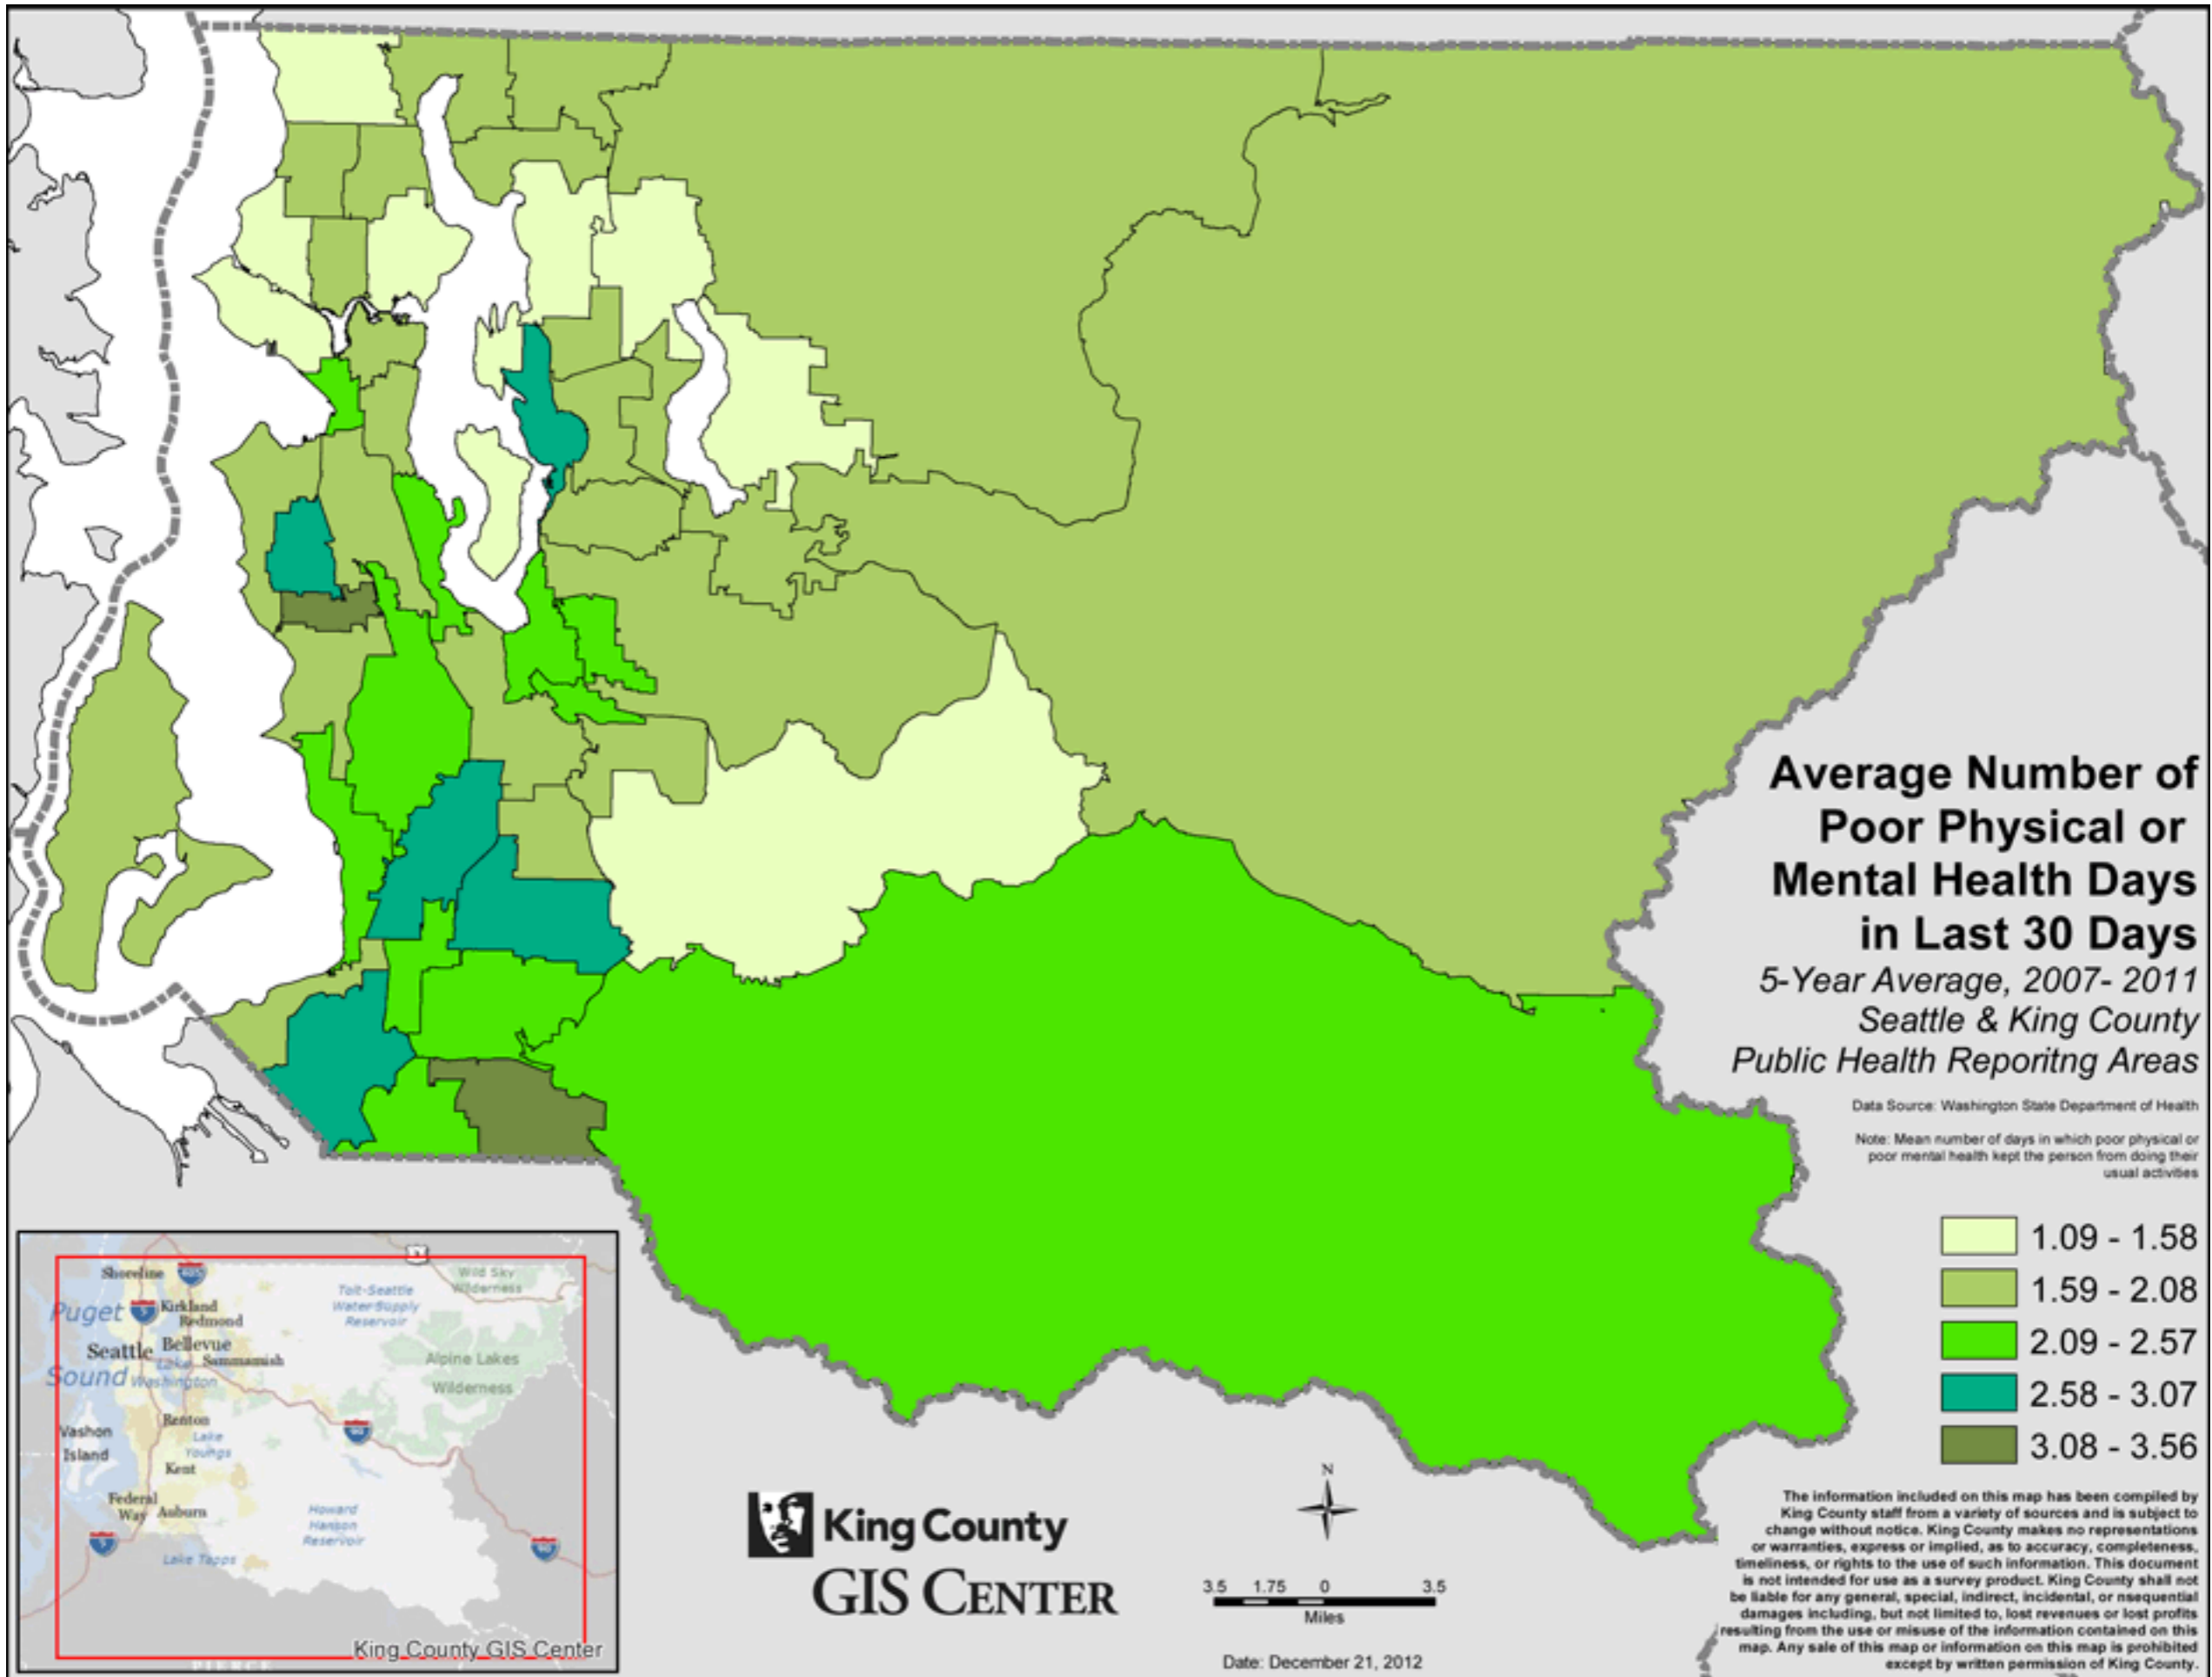 Average Number of
Poor Physical or
Mental Health Days
in Last 30 Days
5-Year Average, 2007- 2011
Seattle & King County
Public Health Reporitng Areas
Data Source: Washington State Department of Health
Note: Mean number of days in which poor physical or
poor mental health kept the person from doing their
usual activities
1.09 - 1.58
1.59 - 2.08
2.09 - 2.57
2.58 - 3.07
3.08 - 3.56
The information included on this map has been compiled by
King County staff from a variety of sources and is subject to
change without notice. King County makes no representations
or warranties, express or implied, as to accuracy, completeness,
timeliness, or rights to the use of such information. This document
is not intended for use as a survey product. King County shall not
be liable for any general, special, indirect, incidental, or nsequential
damages including, but not limited to, lost revenues or lost profits
resulting from the use or misuse of the information contained on this
map. Any sale of this map or information on this map is prohibited
except by written permission of King County.
Shoreline
405
Wild Sky
Wilderness
Tolt-Seattle
Water Supply
Reservoir
Puget
5
Kirkland
Redmond
Seattle
Bellevue
Sammamish
Sound
Lake
Washington
Alpine Lakes
Wilderness
Vashon
Island
Renton
Lake
Youngs
90
Kent
Federal
Way
Auburn
Howard
Hanson
Reservoir
5
Lake Tapps
90
King County GIS Center
PIERCE
King County
GIS CENTER
N
3.5 1.75 0 3.5
Miles
Date: December 21, 2012